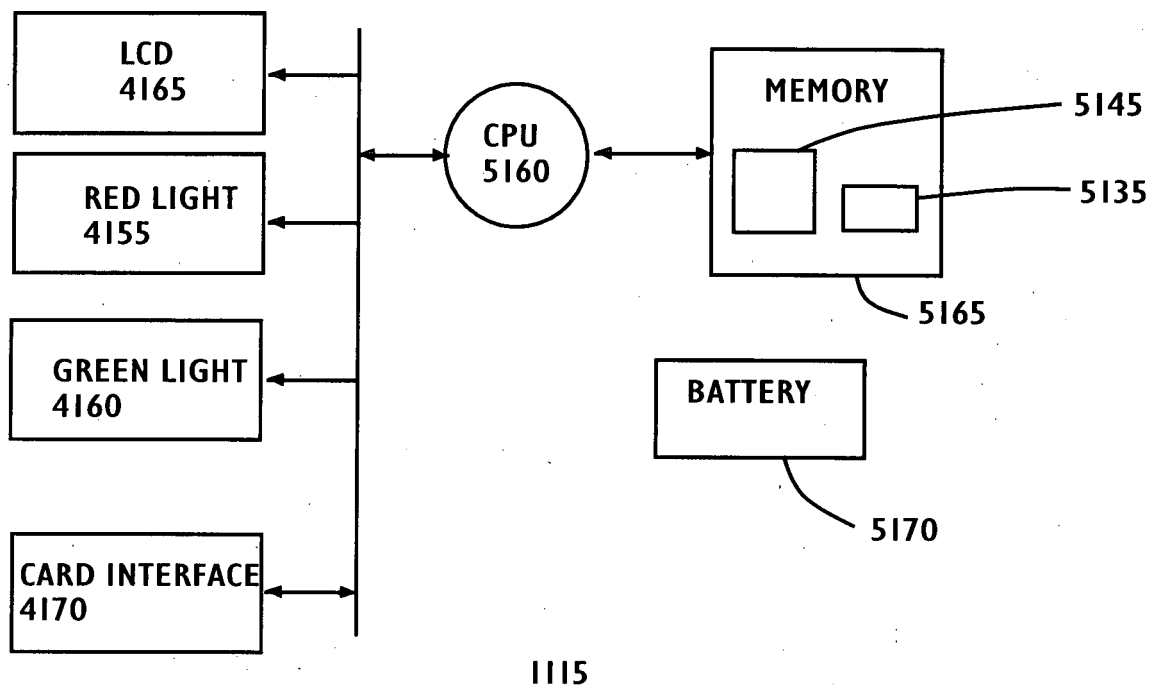 LCD
4165
RED LIGHT
4155
GREEN LIGHT
4160
CARD INTERFACE
4170
CPU
5160
MEMORY
5145
5135
5165
BATTERY
5170
1115